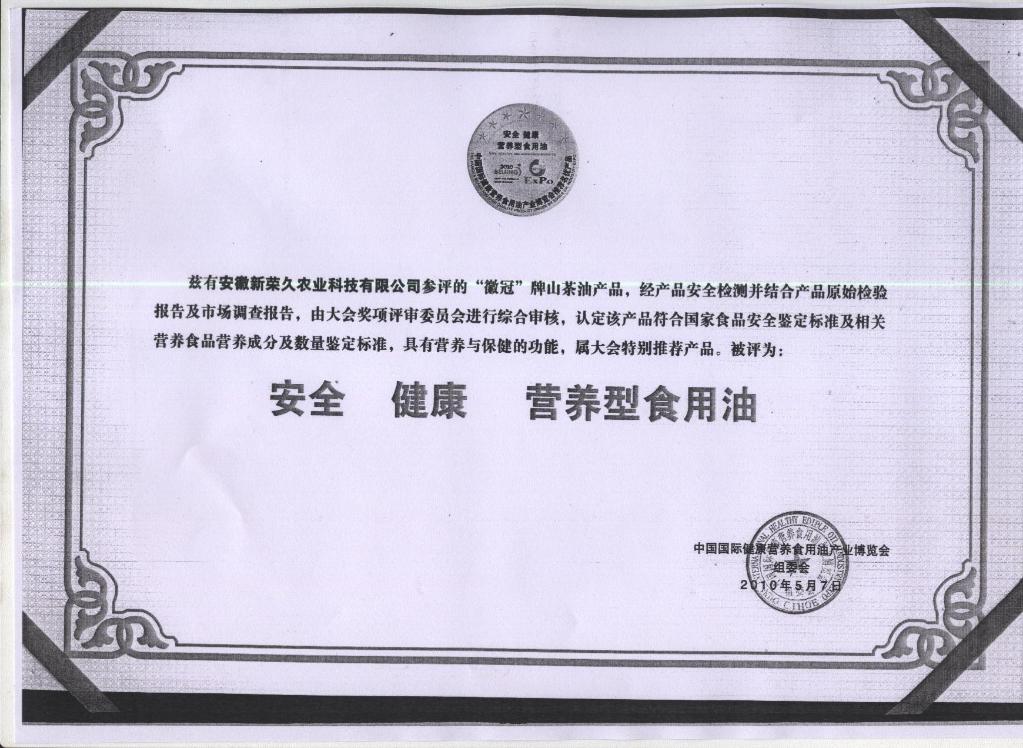 安全 健康
营养型食用油
2010
BEIJING
ExPo
兹有安徽新荣久农业科技有限公司参评的“徽冠”牌山茶油产品，经产品安全检测并结合产品原始检验
报告及市场调查报告，由大会奖项评审委员会进行综合审核，认定该产品符合国家食品安全鉴定标准及相关
营养食品营养成分及数量鉴定标准，具有营养与保健的功能，属大会特别推荐产品。被评为：
安全 健康 营养型食用油
中国国际健康营养食用油产业博览会
组委会
2010年5月7日
INTERNATIONAL HEALTHY EDIBLE OIL INDUSTRY EXPO
CIHOE